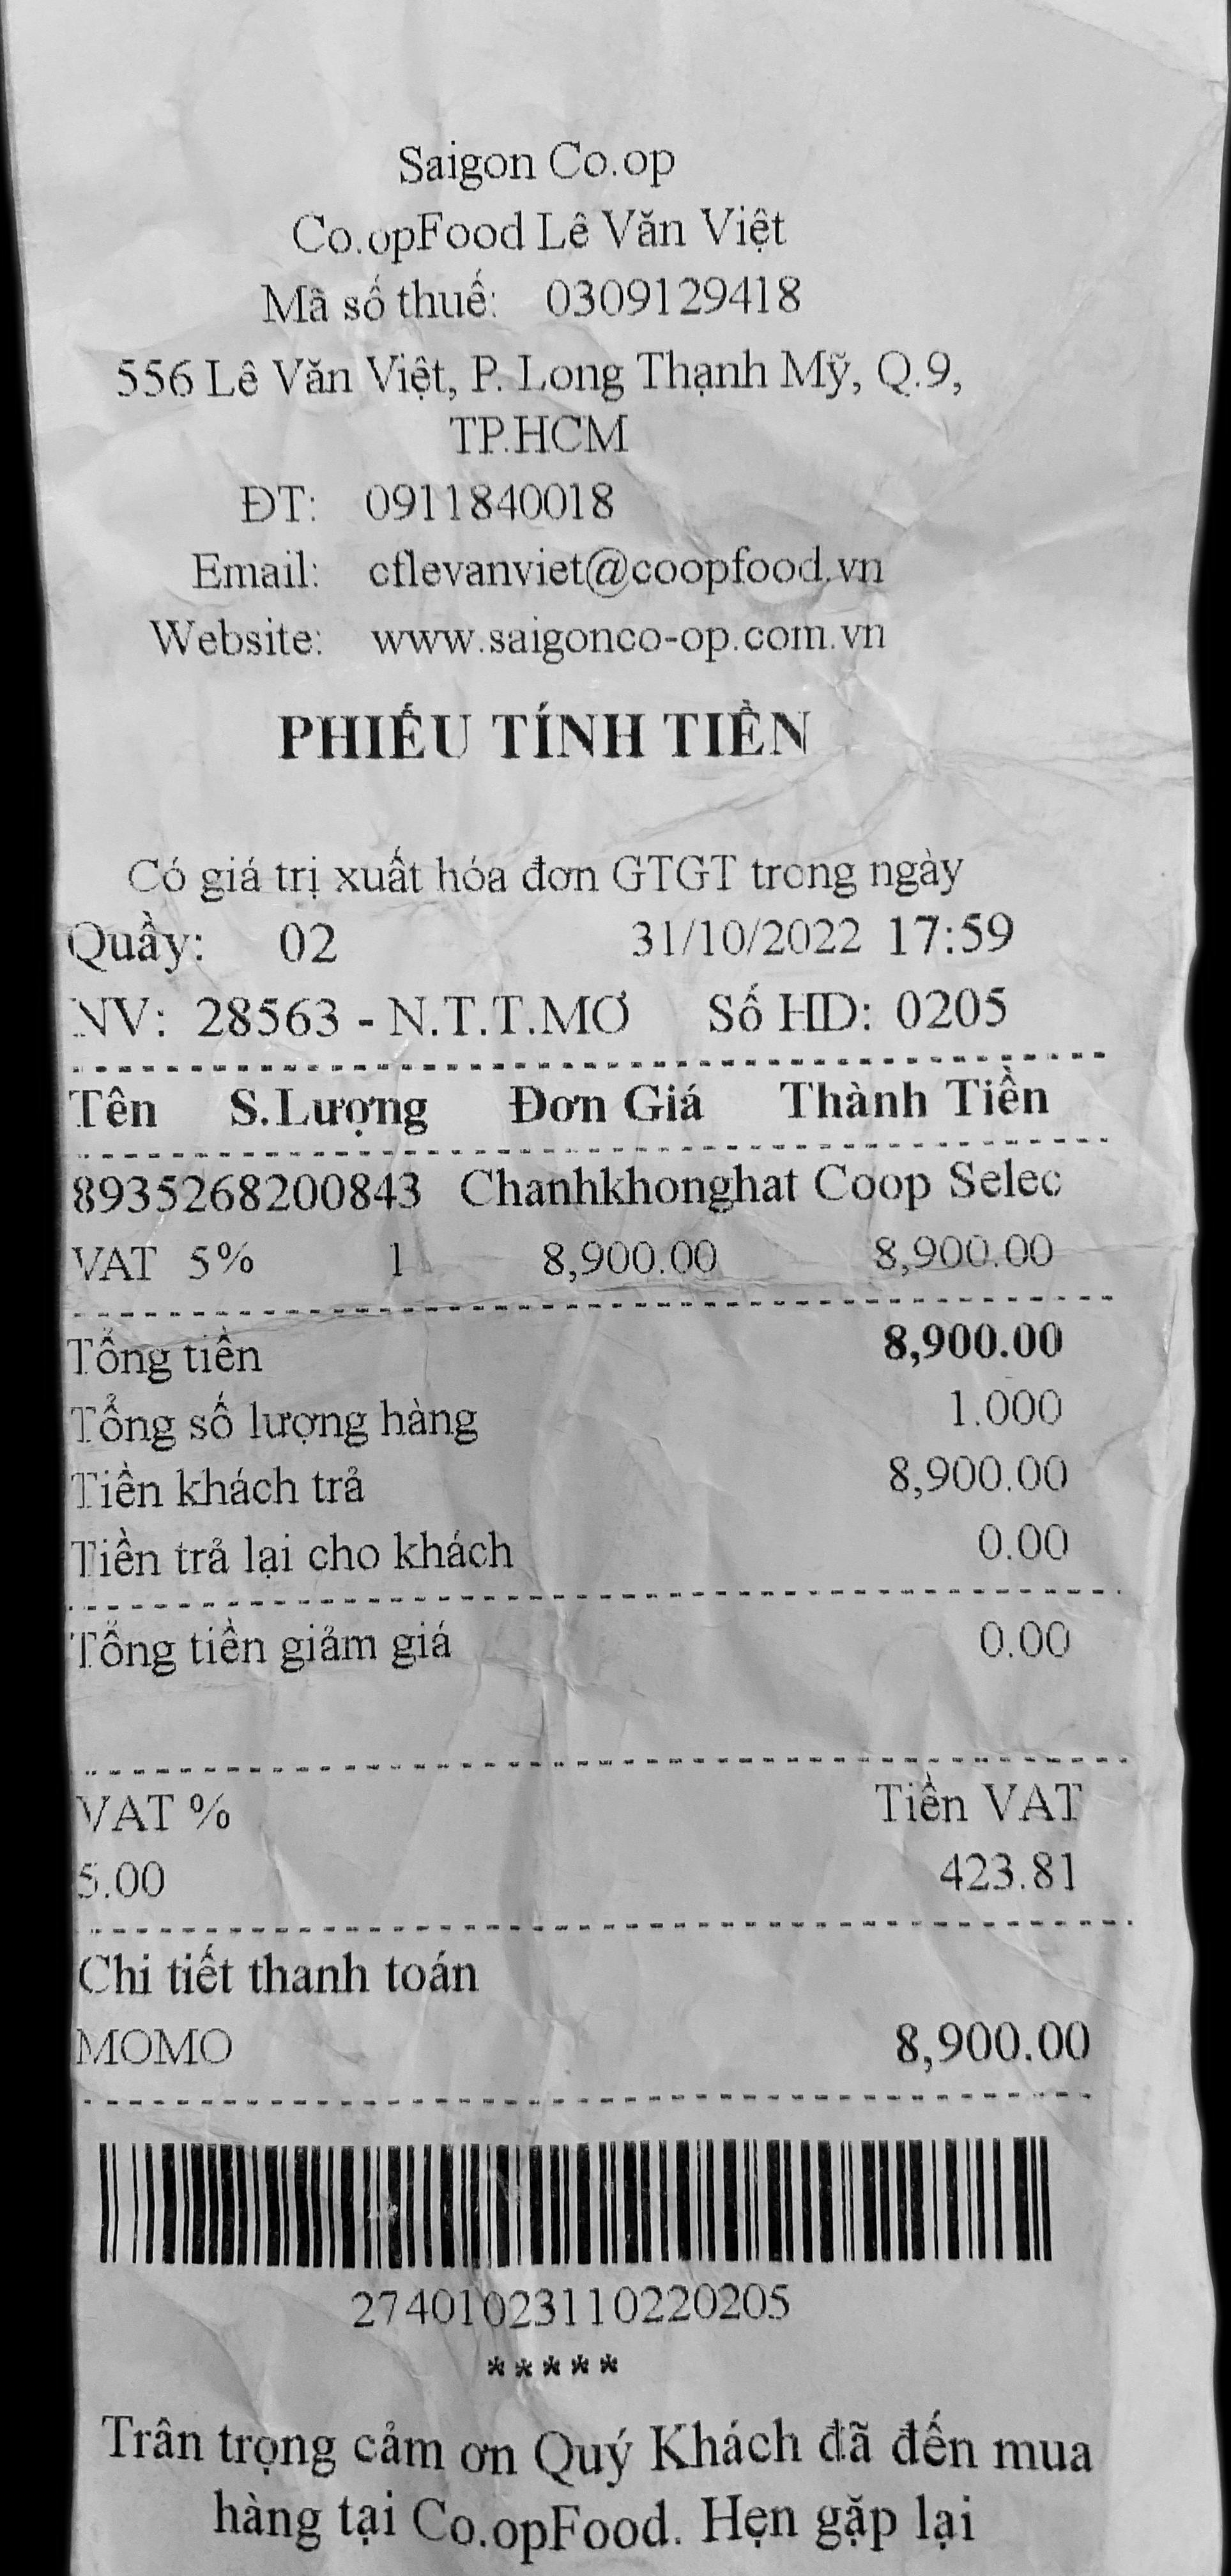 Saigon Co.op
Co.opFood Lê Văn Việt
Mã số thuế: 0309129418
556 Lê Văn Việt, P. Long Thạnh Mỹ, Q.9,
TP.HCM
ĐT: 0911840018
Email: cflevanviet@coopfood.vn
Website: www.saigonco-op.com.vn
PHIẾU TÍNH TIỀN
Có giá trị xuất hóa đơn GTGT trong ngày
Quầy: 02 31/10/2022 17:59
NV: 28563 - N.T.T.MƠ Số HD: 0205
Tên S.Lượng Đơn Giá Thành Tiền
8935268200843 Chanhkhonghat Coop Selec
VAT 5% 1 8,900.00 8,900.00
Tổng tiền 8,900.00
Tổng số lượng hàng 1.000
Tiền khách trả 8,900.00
Tiền trả lại cho khách 0.00
Tổng tiền giảm giá 0.00
VAT % Tiền VAT
5.00 423.81
Chi tiết thanh toán
MOMO 8,900.00
27401023110220205
*****
Trân trọng cảm ơn Quý Khách đã đến mua
hàng tại Co.opFood. Hẹn gặp lại